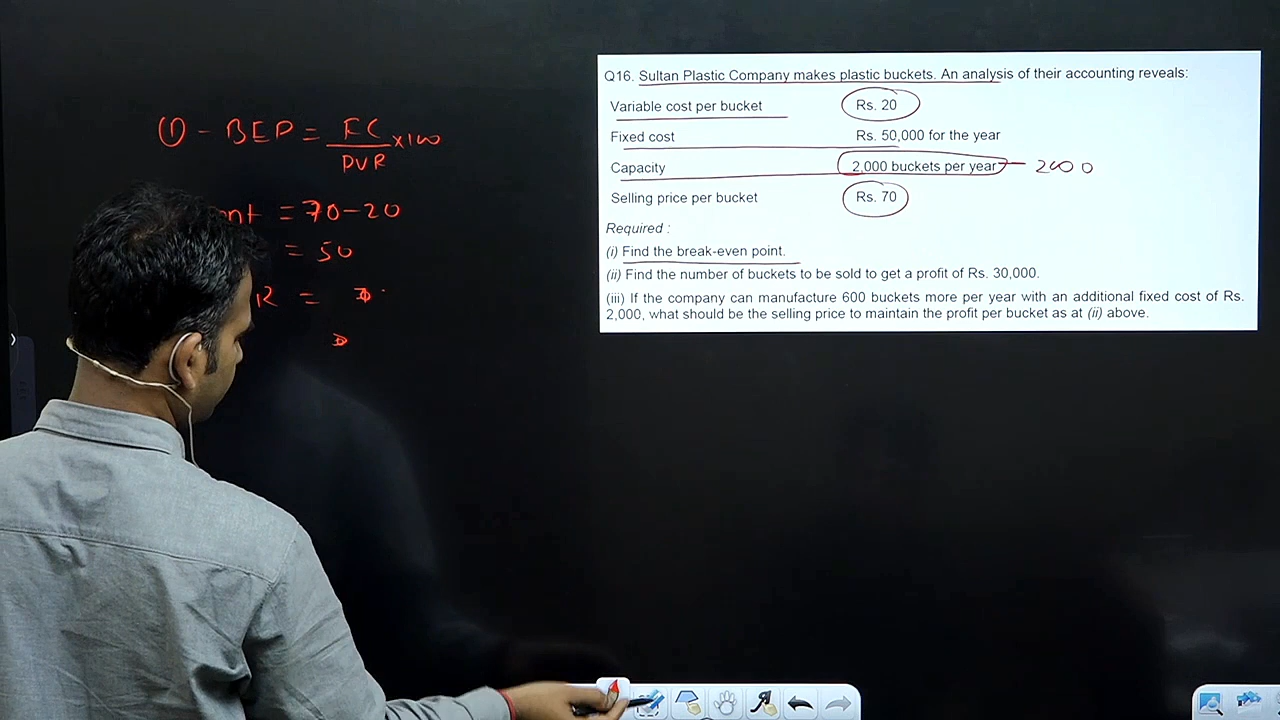 ① - BEP = FC/PVR ×100
= 70-20
= 50
=
Q16. Sultan Plastic Company makes plastic buckets. An analysis of their accounting reveals:
Variable cost per bucket Rs. 20
Fixed cost Rs. 50,000 for the year
Capacity 2,000 buckets per year 2000
Selling price per bucket Rs. 70
Required :
(i) Find the break-even point.
(ii) Find the number of buckets to be sold to get a profit of Rs. 30,000.
(iii) If the company can manufacture 600 buckets more per year with an additional fixed cost of Rs.
2,000, what should be the selling price to maintain the profit per bucket as at (ii) above.